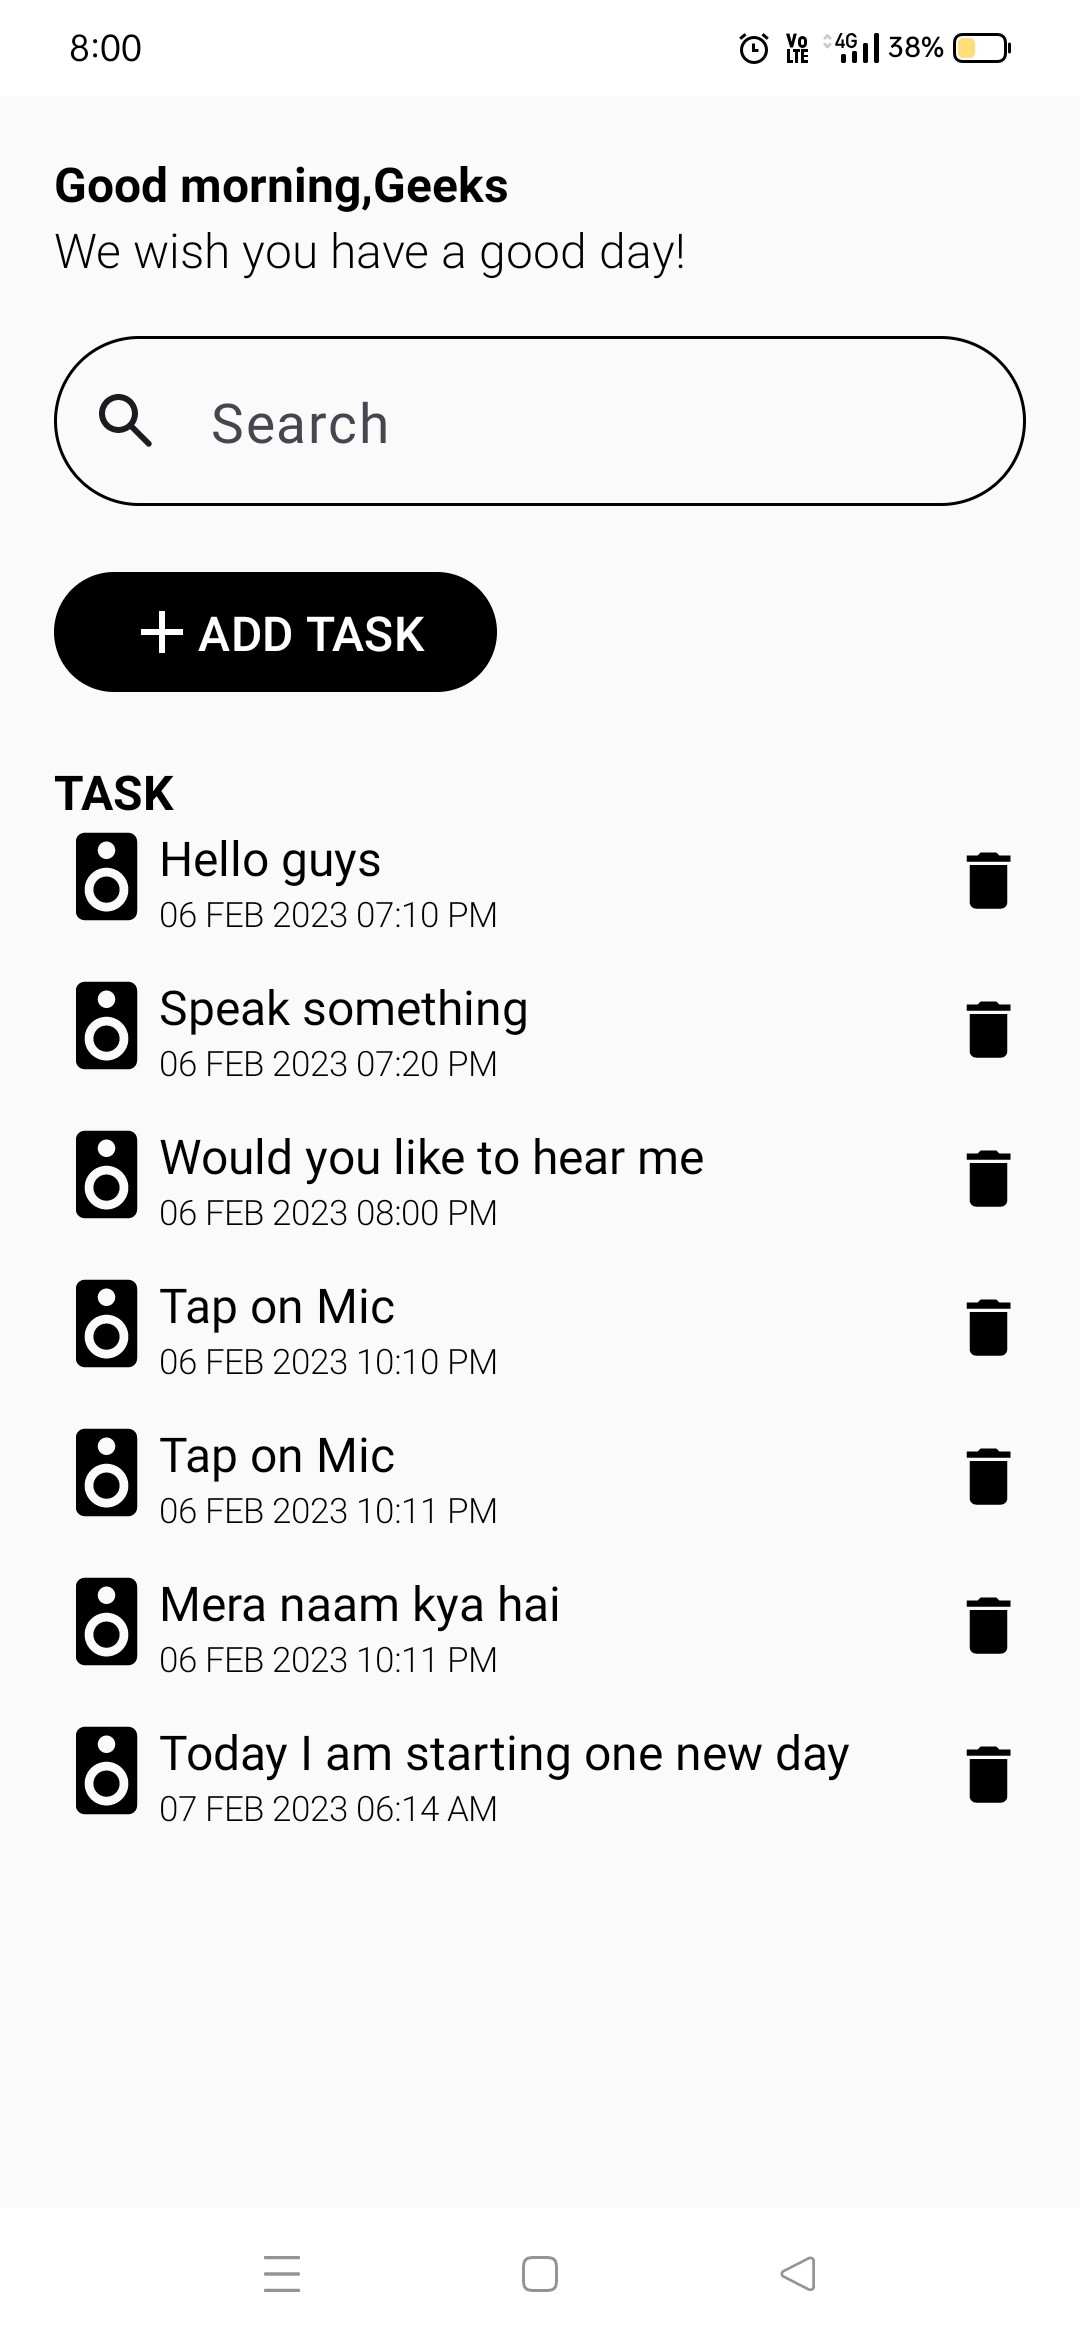 8:00 Vo LTE 4G 38%
Good morning,Geeks
We wish you have a good day!
Search
ADD TASK
TASK
Hello guys
06 FEB 2023 07:10 PM
Speak something
06 FEB 2023 07:20 PM
Would you like to hear me
06 FEB 2023 08:00 PM
Tap on Mic
06 FEB 2023 10:10 PM
Tap on Mic
06 FEB 2023 10:11 PM
Mera naam kya hai
06 FEB 2023 10:11 PM
Today I am starting one new day
07 FEB 2023 06:14 AM